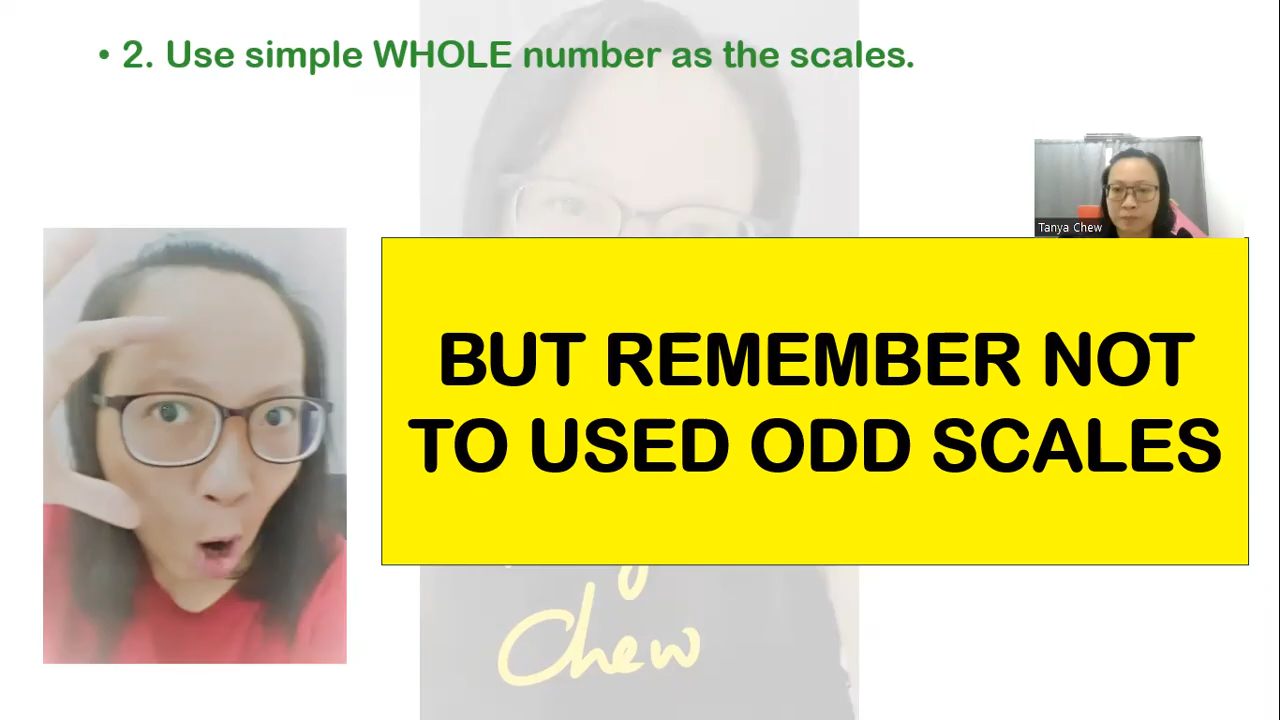 • 2. Use simple WHOLE number as the scales.
Tanya Chew
BUT REMEMBER NOT
TO USED ODD SCALES
Chew